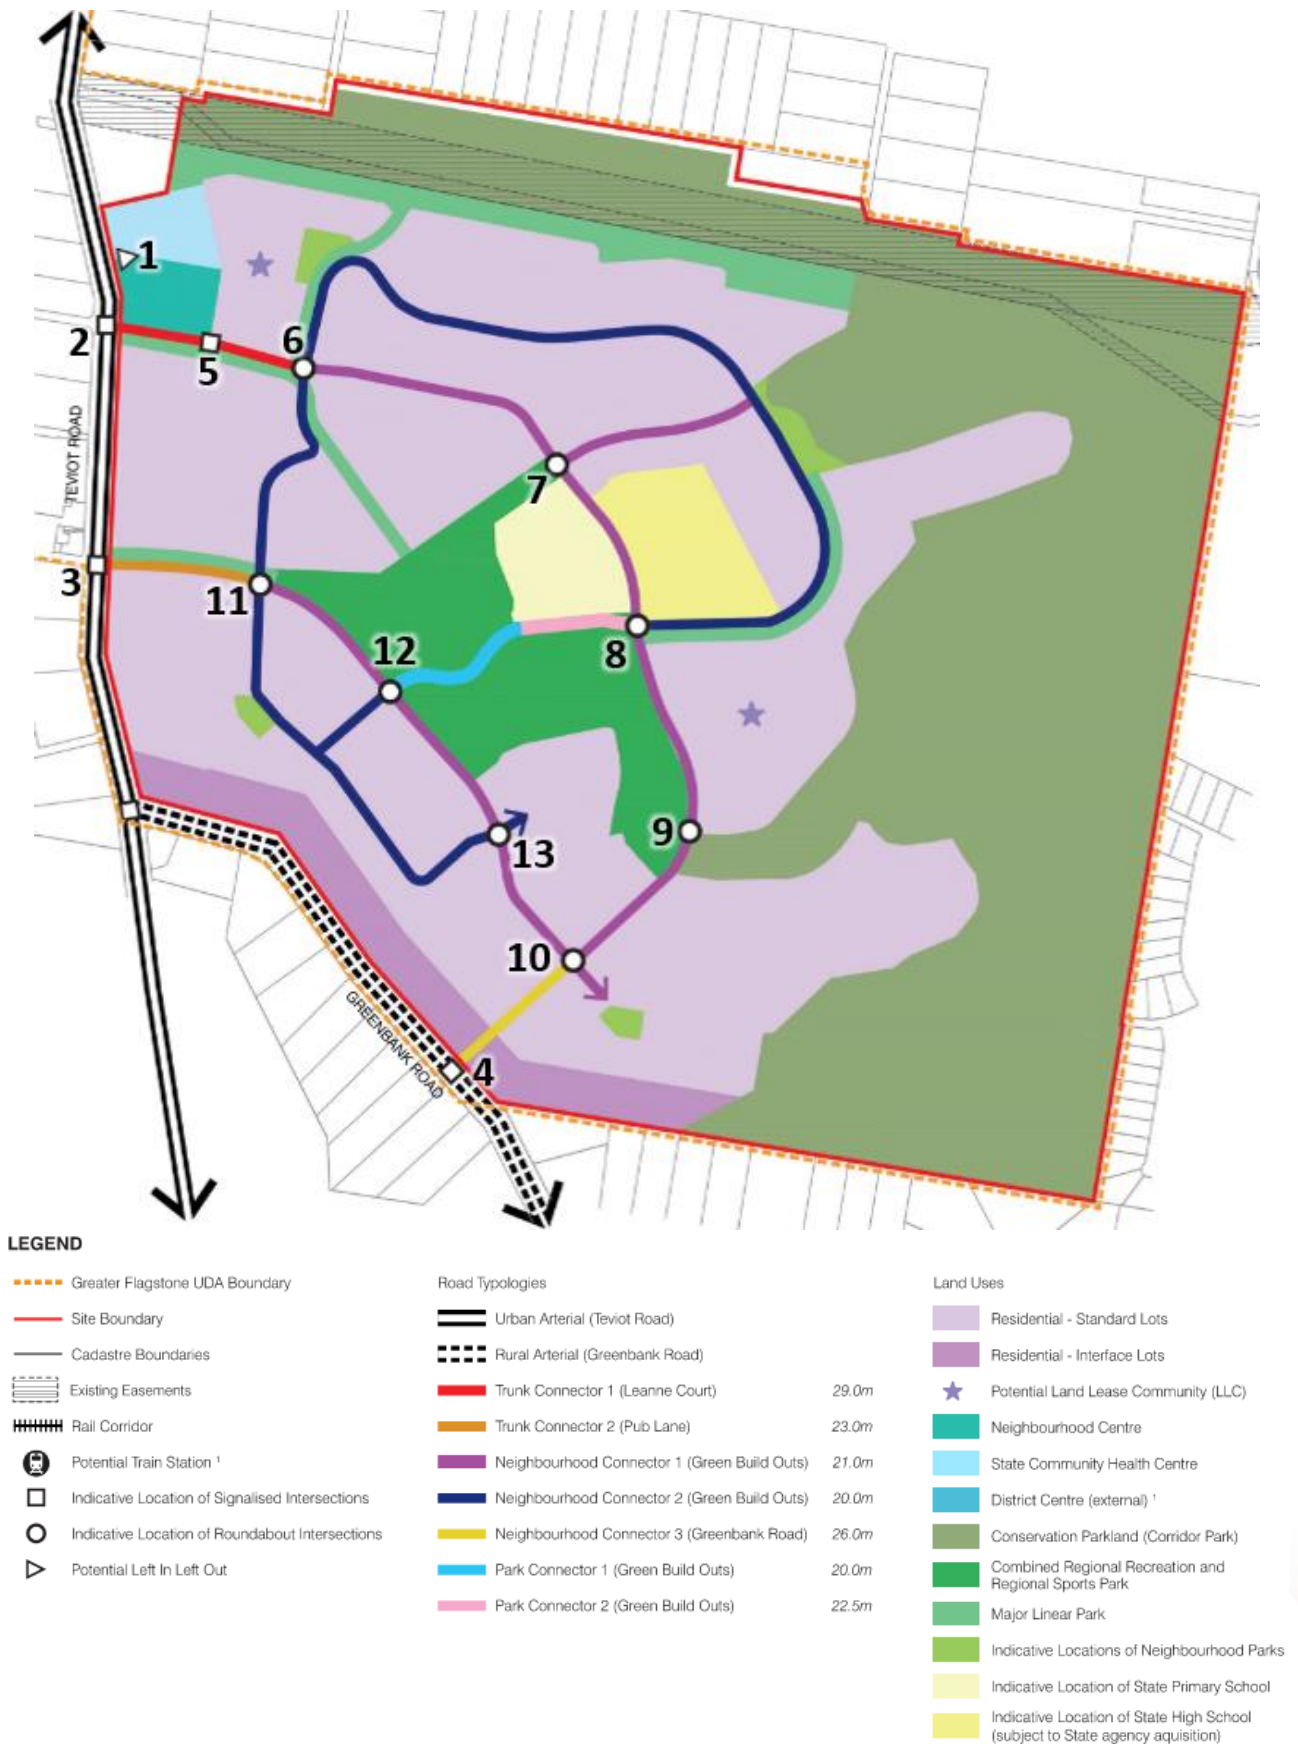 1
2
5
6
TEVIOT ROAD
7
3
11
12
8
9
13
10
GREENBANK ROAD
4
LEGEND
Greater Flagstone UDA Boundary
Site Boundary
Cadastre Boundaries
Existing Easements
Rail Corridor
Potential Train Station ¹
Indicative Location of Signalised Intersections
Indicative Location of Roundabout Intersections
Potential Left In Left Out
Road Typologies
Urban Arterial (Teviot Road)
Rural Arterial (Greenbank Road)
Trunk Connector 1 (Leanne Court) 29.0m
Trunk Connector 2 (Pub Lane) 23.0m
Neighbourhood Connector 1 (Green Build Outs) 21.0m
Neighbourhood Connector 2 (Green Build Outs) 20.0m
Neighbourhood Connector 3 (Greenbank Road) 26.0m
Park Connector 1 (Green Build Outs) 20.0m
Park Connector 2 (Green Build Outs) 22.5m
Land Uses
Residential - Standard Lots
Residential - Interface Lots
Potential Land Lease Community (LLC)
Neighbourhood Centre
State Community Health Centre
District Centre (external) ¹
Conservation Parkland (Corridor Park)
Combined Regional Recreation and
Regional Sports Park
Major Linear Park
Indicative Locations of Neighbourhood Parks
Indicative Location of State Primary School
Indicative Location of State High School
(subject to State agency aquisition)